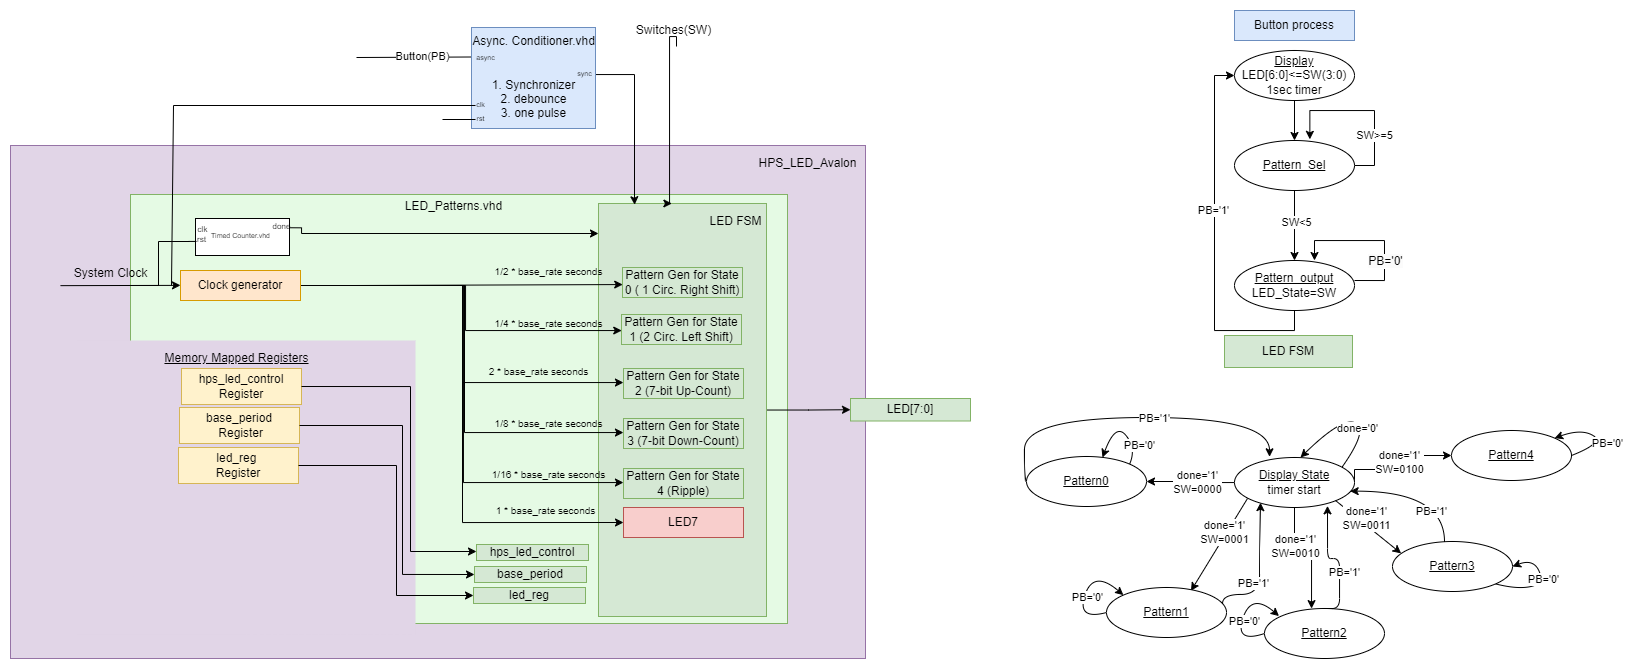 Switches(SW)
Async. Conditioner.vhd
Button(PB)
async
sync
1. Synchronizer
2. debounce
3. one pulse
clk
rst
HPS_LED_Avalon
LED_Patterns.vhd
LED FSM
clk
rst
Timed Counter.vhd
done
System Clock
Clock generator
1/2 * base_rate seconds
Pattern Gen for State
0 ( 1 Circ. Right Shift)
1/4 * base_rate seconds
Pattern Gen for State
1 (2 Circ. Left Shift)
2 * base_rate seconds
Pattern Gen for State
2 (7-bit Up-Count)
1/8 * base_rate seconds
Pattern Gen for State
3 (7-bit Down-Count)
1/16 * base_rate seconds
Pattern Gen for State
4 (Ripple)
1 * base_rate seconds
LED7
Memory Mapped Registers
hps_led_control
Register
base_period
Register
led_reg
Register
hps_led_control
base_period
led_reg
LED[7:0]
Button process
Display
LED[6:0]<=SW(3:0)
1sec timer
SW>=5
Pattern_Sel
PB='1'
SW<5
PB='0'
Pattern_output
LED_State=SW
LED FSM
PB='1'
done='0'
PB='0'
Pattern0
done='1'
SW=0000
Display State
timer start
done='1'
SW=0100
Pattern4
PB='0'
done='1'
SW=0001
done='1'
SW=0010
done='1'
SW=0011
PB='1'
Pattern3
PB='0'
PB='1'
PB='1'
PB='0'
Pattern1
PB='0'
Pattern2